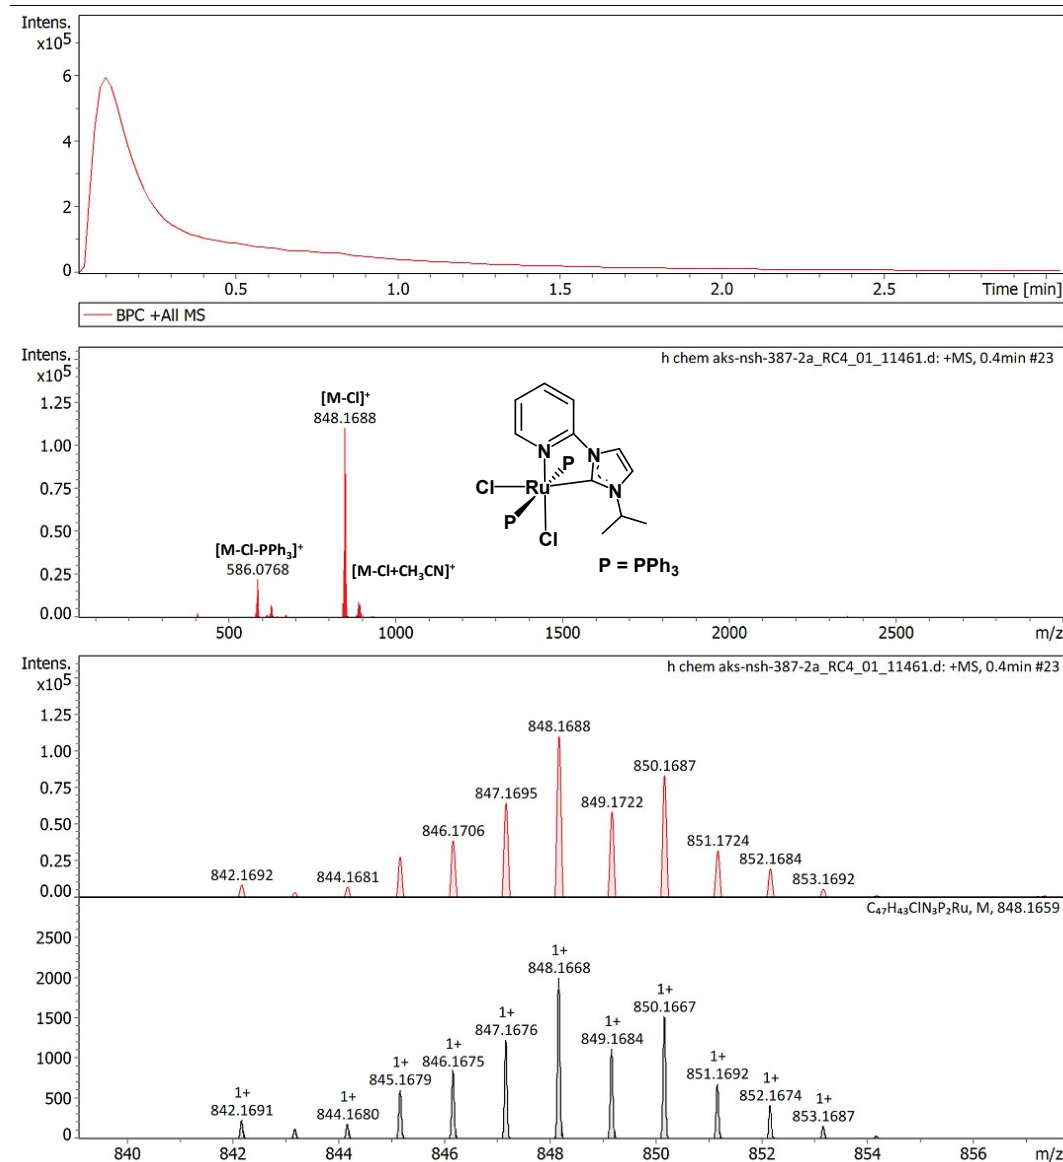 Intens.
x10⁵
6
4
2
0
0.5 1.0 1.5 2.0 2.5 Time [min]
BPC +All MS
Intens.
x10⁵
h chem aks-nsh-387-2a_RC4_01_11461.d: +MS, 0.4min #23
[M-Cl]⁺
848.1688
1.25
1.00
0.75
0.50
0.25
0.00
[M-Cl-PPh₃]⁺
586.0768
[M-Cl+CH₃CN]⁺
N
N
P
Cl Ru
N
P
Cl
P = PPh₃
500 1000 1500 2000 2500 m/z
Intens.
x10⁵
h chem aks-nsh-387-2a_RC4_01_11461.d: +MS, 0.4min #23
1.25
1.00
0.75
0.50
0.25
0.00
842.1692
844.1681
846.1706
847.1695
848.1688
849.1722
850.1687
851.1724
852.1684
853.1692
C₄₇H₄₃ClN₃P₂Ru, M, 848.1659
2500
2000
1500
1000
500
0
1+
842.1691
1+
844.1680
1+
845.1679
1+
846.1675
1+
847.1676
1+
848.1668
1+
849.1684
1+
850.1667
1+
851.1692
1+
852.1674
1+
853.1687
840 842 844 846 848 850 852 854 856 m/z